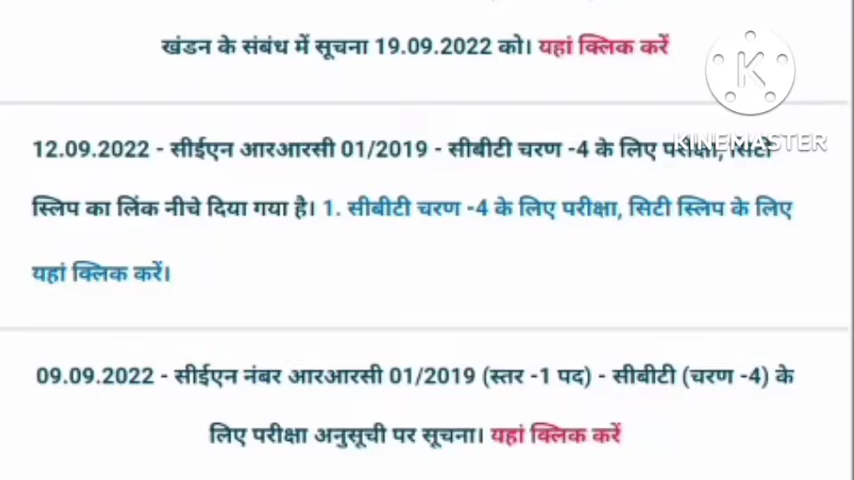 खंडन के संबंध में सूचना 19.09.2022 को। यहां क्लिक करें
KINEMASTER
12.09.2022 - सीईएन आरआरसी 01/2019 - सीबीटी चरण -4 के लिए परीक्षा, सिटी
स्लिप का लिंक नीचे दिया गया है। 1. सीबीटी चरण -4 के लिए परीक्षा, सिटी स्लिप के लिए
यहां क्लिक करें।
09.09.2022 - सीईएन नंबर आरआरसी 01/2019 (स्तर -1 पद) - सीबीटी (चरण -4) के
लिए परीक्षा अनुसूची पर सूचना। यहां क्लिक करें